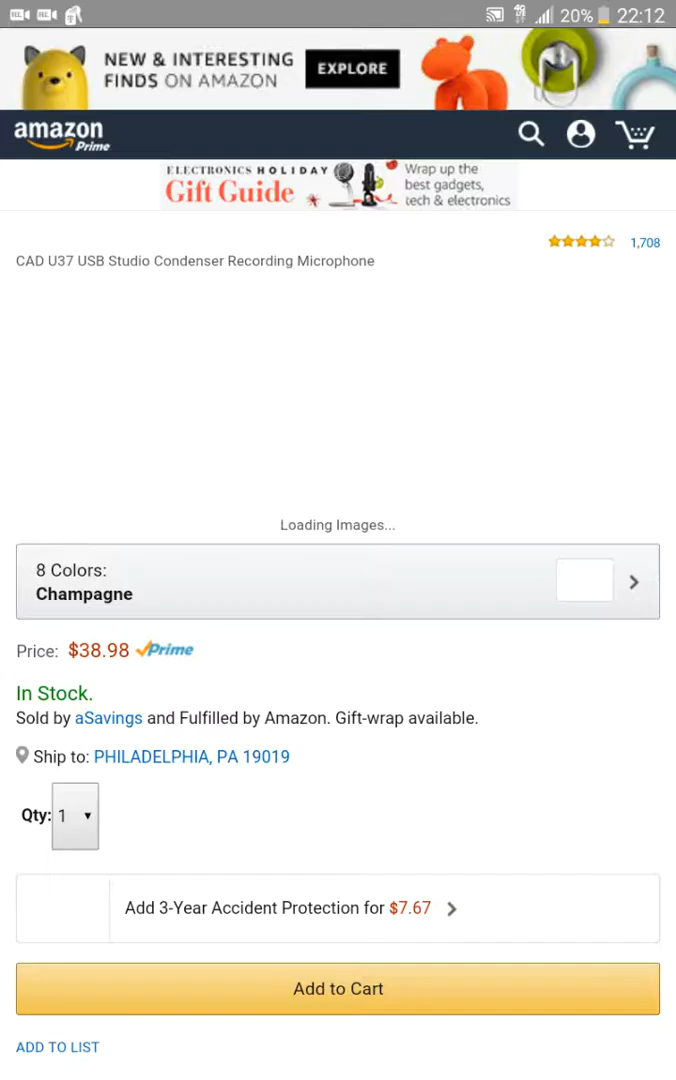 20% 22:12
NEW & INTERESTING
FINDS ON AMAZON
EXPLORE
amazon
Prime
ELECTRONICS HOLIDAY
Gift Guide
Wrap up the
best gadgets,
tech & electronics
1,708
CAD U37 USB Studio Condenser Recording Microphone
Loading Images...
8 Colors:
Champagne
Price: $38.98 Prime
In Stock.
Sold by aSavings and Fulfilled by Amazon. Gift-wrap available.
Ship to: PHILADELPHIA, PA 19019
Qty: 1
Add 3-Year Accident Protection for $7.67
Add to Cart
ADD TO LIST